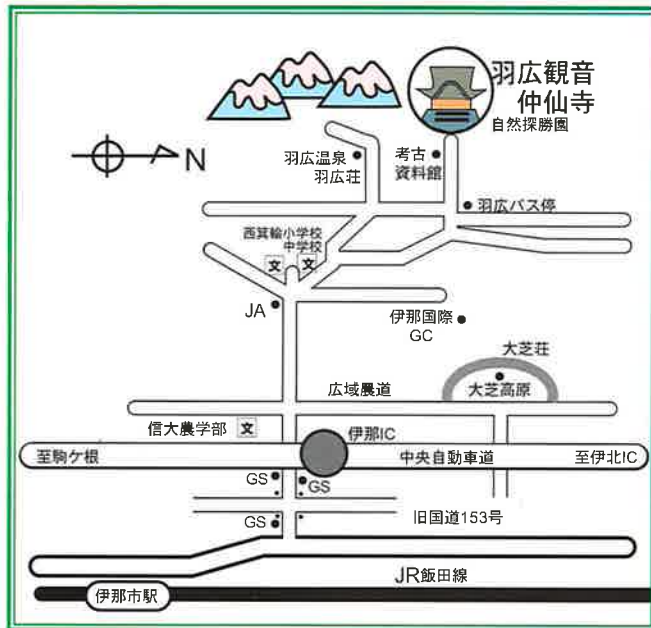 羽広観音
仲仙寺
自然探勝園
N
羽広温泉
羽広荘
考古
資料館
羽広バス停
西箕輪小学校
中学校
文
文
JA
伊那国際
GC
大芝荘
大芝高原
広域農道
信大農学部
文
伊那IC
至駒ケ根
中央自動車道
至伊北IC
GS
GS
旧国道153号
GS
JR飯田線
伊那市駅